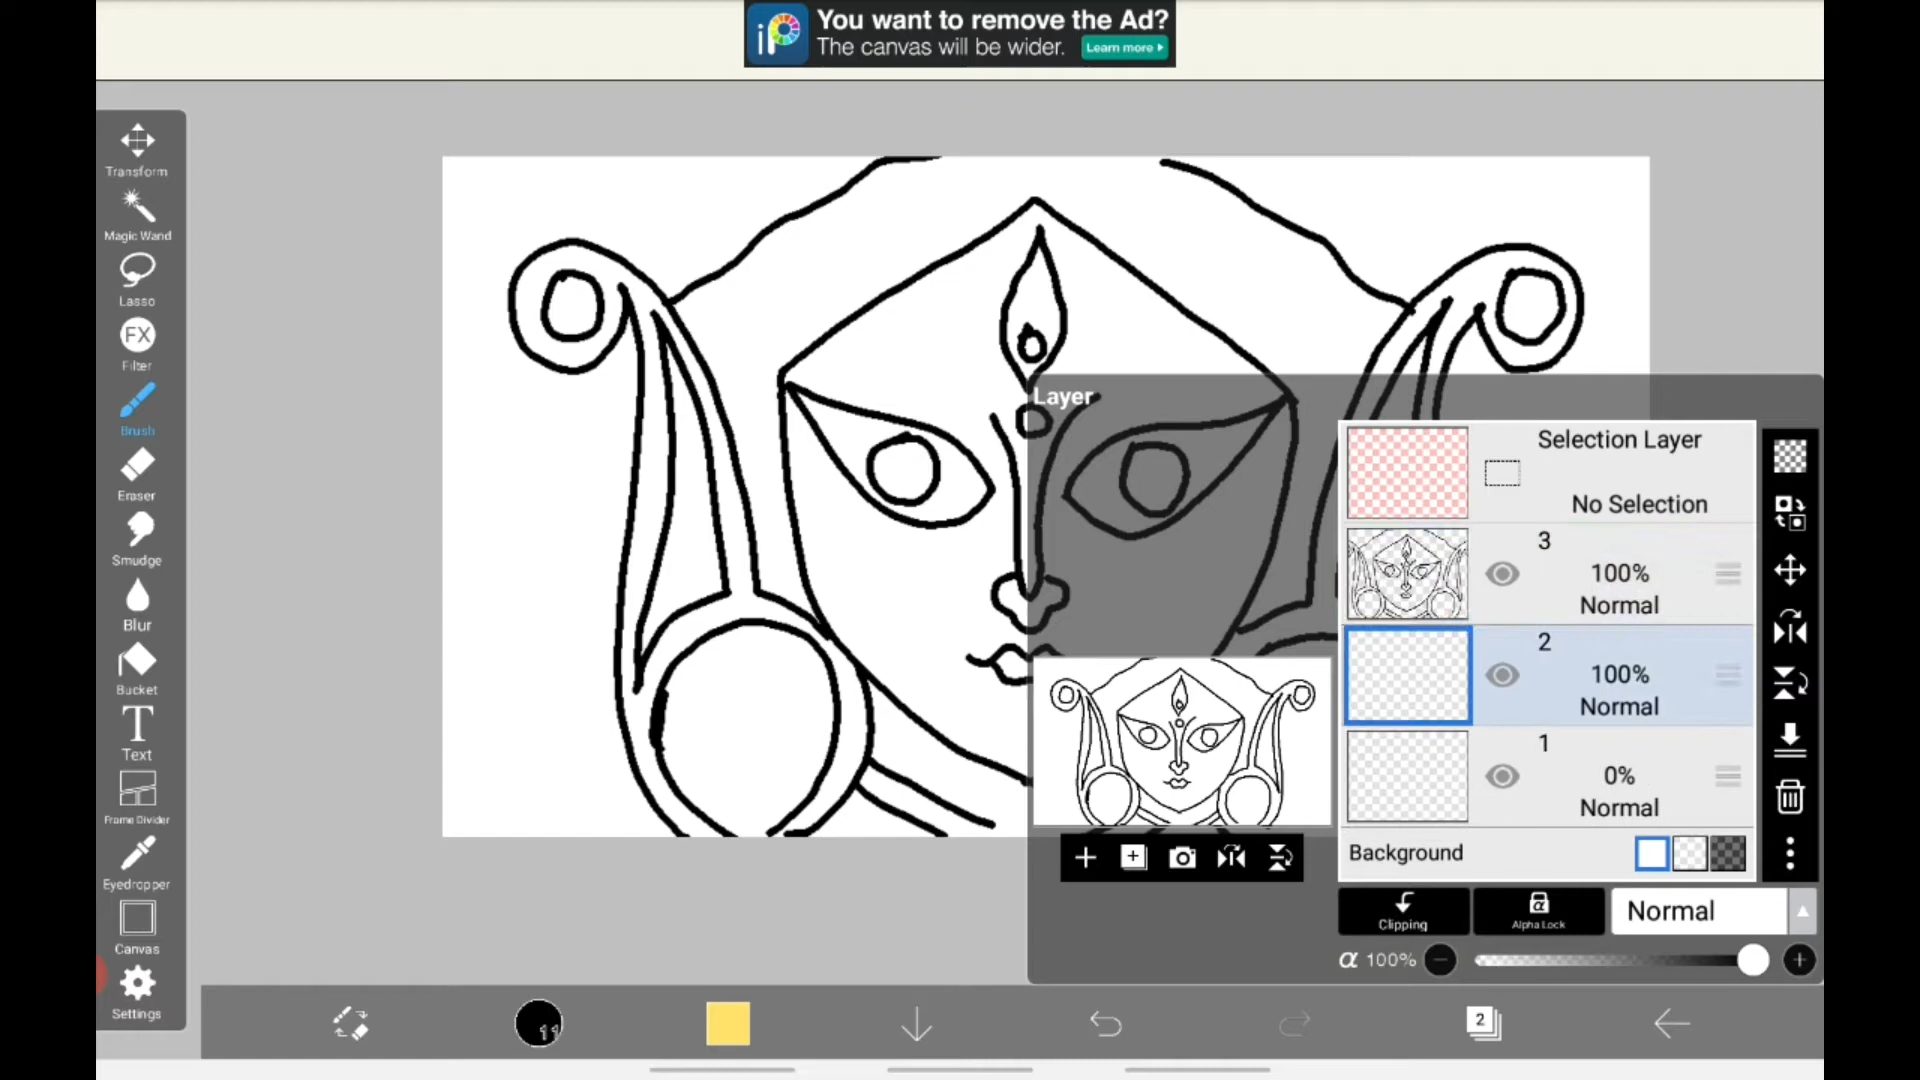 You want to remove the Ad?
The canvas will be wider.
Learn more
Transform
Magic Wand
Lasso
FX
Filter
Brush
Eraser
Smudge
Blur
Bucket
T
Text
Frame Divider
Eyedropper
Canvas
Settings
Layer
Selection Layer
No Selection
3
100%
Normal
2
100%
Normal
1
0%
Normal
Background
Clipping
α
Alpha Lock
Normal
α 100%
11
2